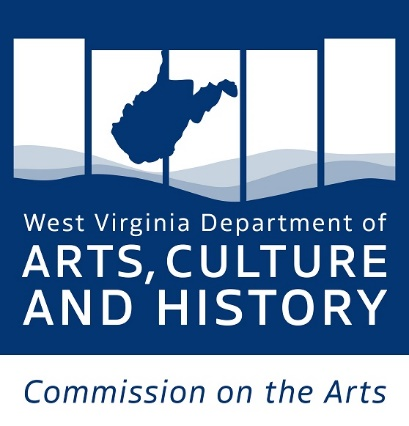 West Virginia Department of
ARTS, CULTURE
AND HISTORY
Commission on the Arts